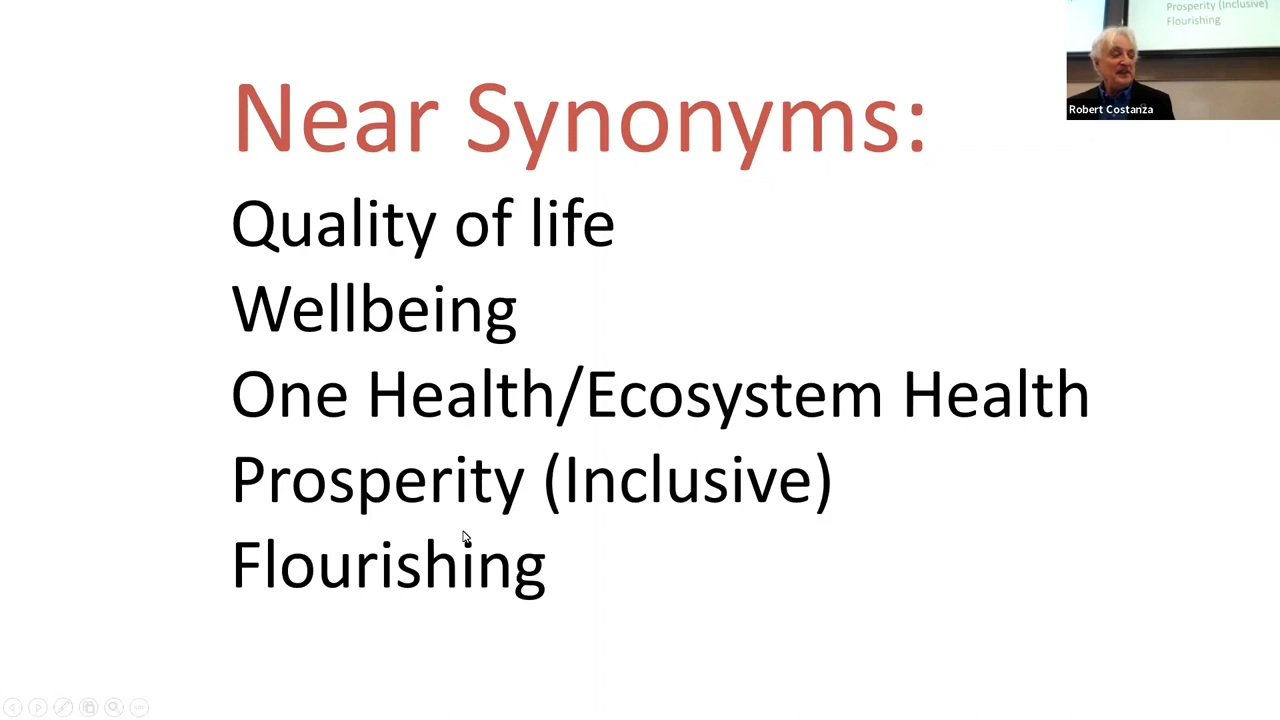 Near Synonyms:
Quality of life
Wellbeing
One Health/Ecosystem Health
Prosperity (Inclusive)
Flourishing
Prosperity (Inclusive)
Flourishing
Robert Costanza